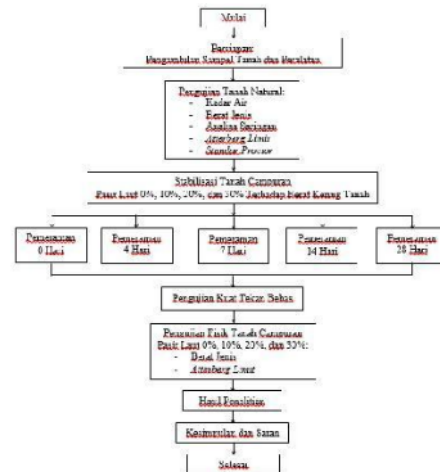 Mulai
Persiapan:
Pengambilan Sampel Tanah dan Peralatan
Pengujian Tanah Natural:
- Kadar Air
- Berat Jenis
- Analisa Saringan
- Atterberg Limits
- Standar Proctor
Stabilisasi Tanah Campuran
Pasir Laut 0%, 10%, 20%, dan 30% Terhadap Berat Kering Tanah
Pemeraman
0 Hari
Pemeraman
4 Hari
Pemeraman
7 Hari
Pemeraman
14 Hari
Pemeraman
28 Hari
Pengujian Kuat Tekan Bebas
Pengujian Fisik Tanah Campuran
Pasir Laut 0%, 10%, 20%, dan 30%:
- Berat Jenis
- Atterberg Limit
Hasil Penelitian
Kesimpulan dan Saran
Selesai